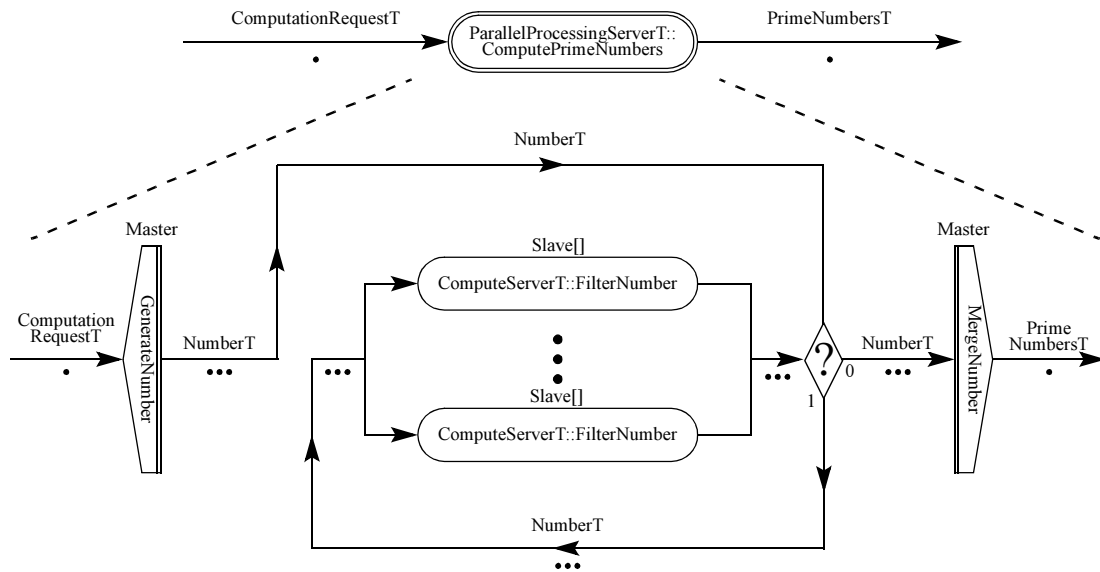 ComputationRequestT
ParallelProcessingServerT::
ComputePrimeNumbers
PrimeNumbersT
NumberT
Master
GenerateNumber
Computation
RequestT
NumberT
Slave[]
ComputeServerT::FilterNumber
Slave[]
ComputeServerT::FilterNumber
?
0
1
NumberT
Master
MergeNumber
Prime
NumbersT
NumberT